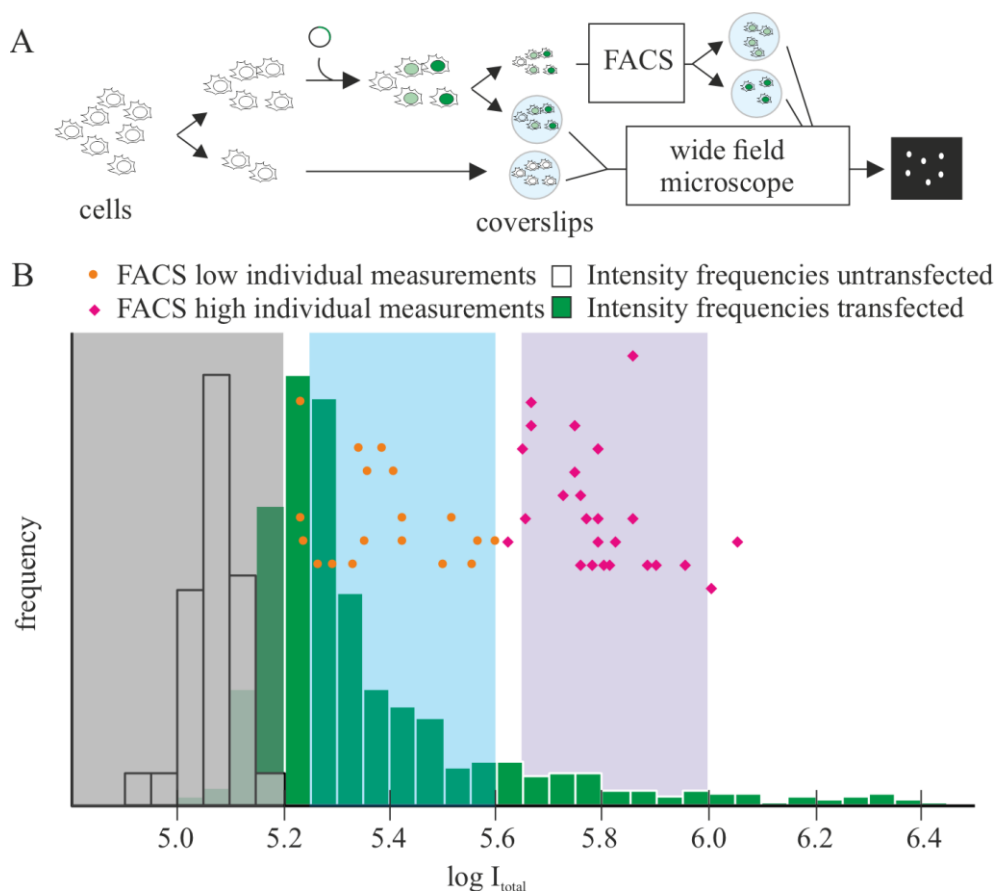 A
FACS
wide field
microscope
cells
coverslips
B
FACS low individual measurements
Intensity frequencies untransfected
FACS high individual measurements
Intensity frequencies transfected
frequency
5.0 5.2 5.4 5.6 5.8 6.0 6.2 6.4
log I_total